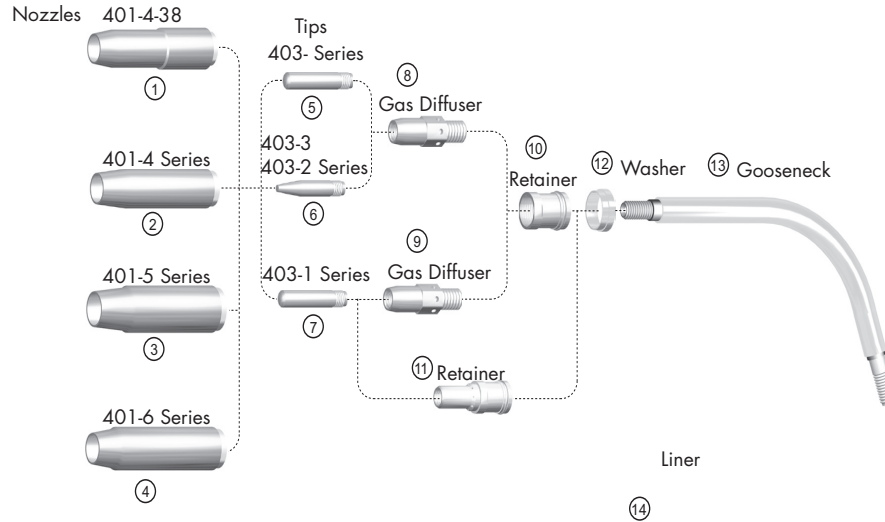 Nozzles 401-4-38
1
401-4 Series
2
401-5 Series
3
401-6 Series
4
Tips
403- Series
5
403-3
403-2 Series
6
403-1 Series
7
8
Gas Diffuser
9
Gas Diffuser
10
Retainer
11 Retainer
12 Washer
13 Gooseneck
Liner
14